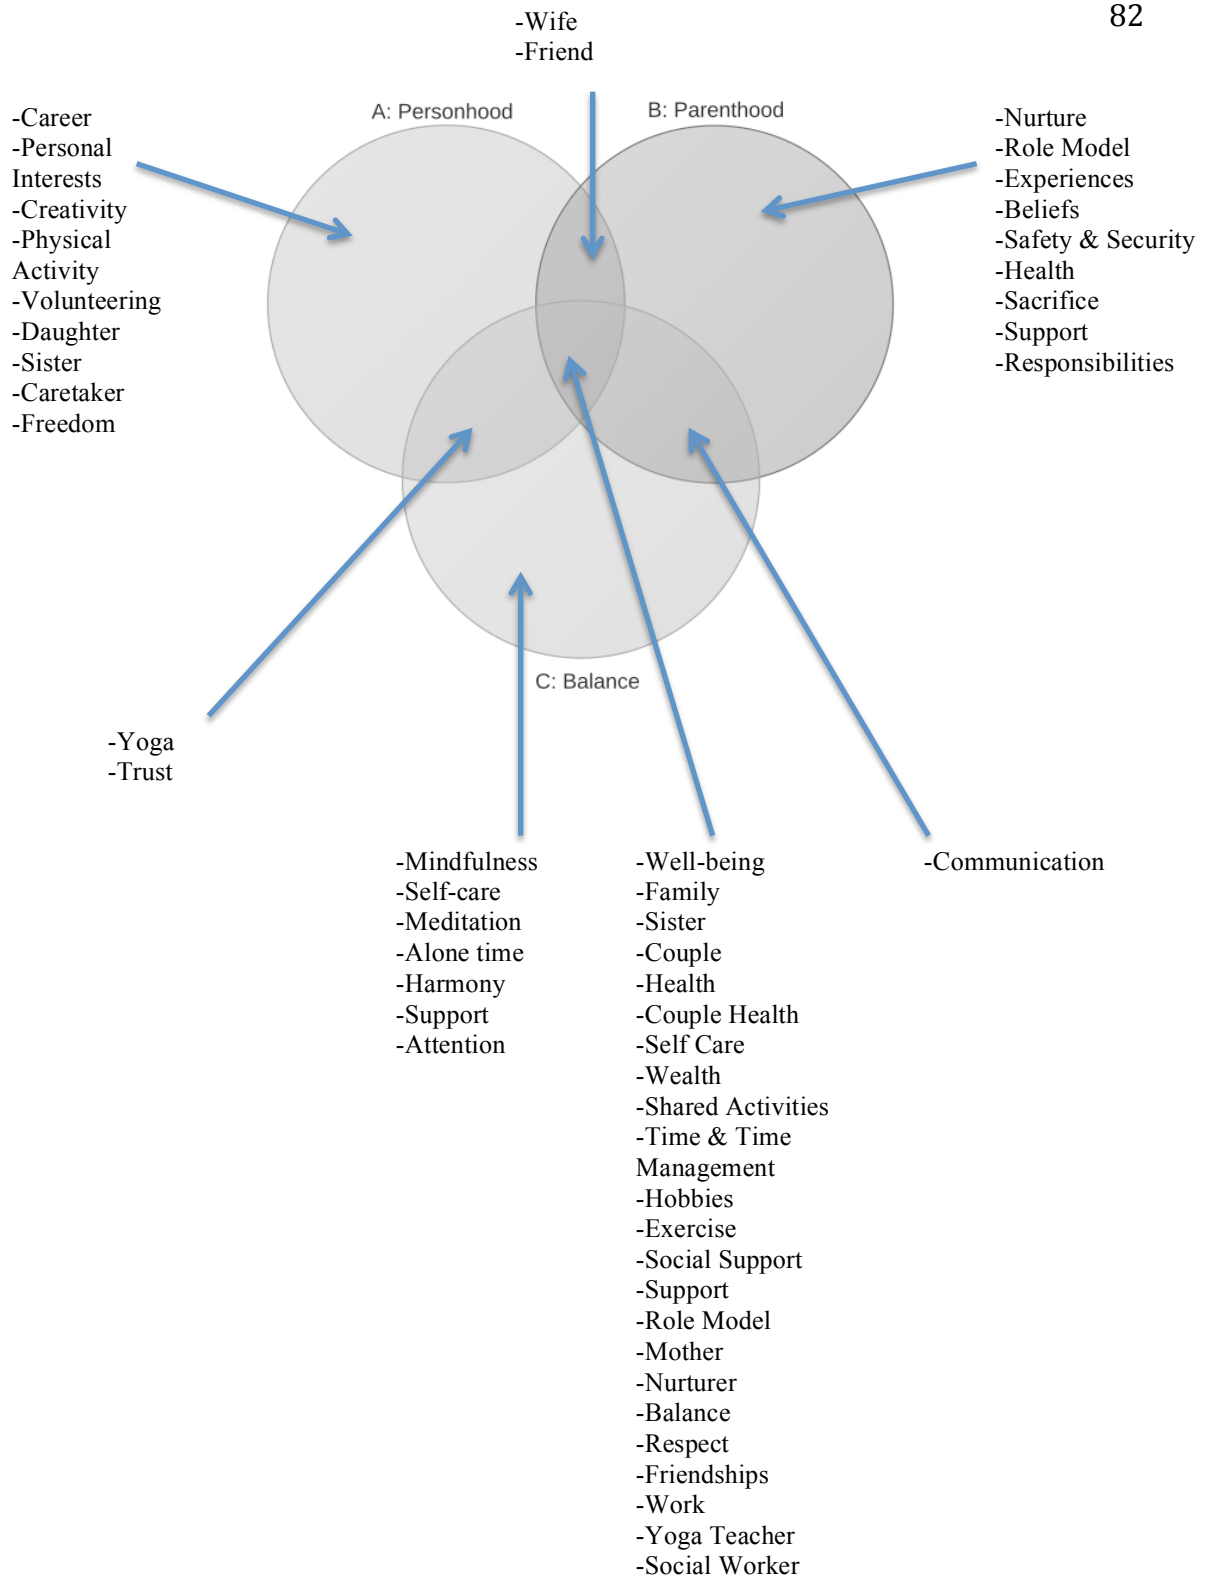 82
-Wife
-Friend
A: Personhood
B: Parenthood
-Career
-Personal
Interests
-Creativity
-Physical
Activity
-Volunteering
-Daughter
-Sister
-Caretaker
-Freedom
-Nurture
-Role Model
-Experiences
-Beliefs
-Safety & Security
-Health
-Sacrifice
-Support
-Responsibilities
C: Balance
-Yoga
-Trust
-Mindfulness
-Self-care
-Meditation
-Alone time
-Harmony
-Support
-Attention
-Well-being
-Family
-Sister
-Couple
-Health
-Couple Health
-Self Care
-Wealth
-Shared Activities
-Time & Time
Management
-Hobbies
-Exercise
-Social Support
-Support
-Role Model
-Mother
-Nurturer
-Balance
-Respect
-Friendships
-Work
-Yoga Teacher
-Social Worker
-Communication